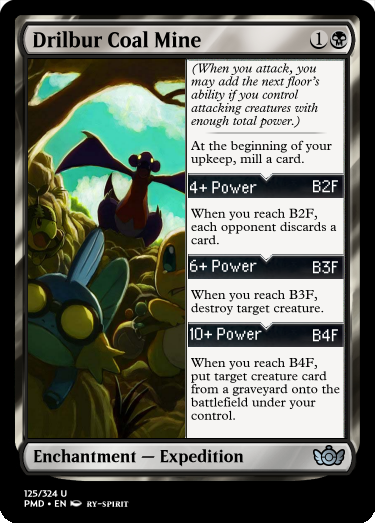 Drilbur Coal Mine 1
(When you attack, you
may add the next floor's
ability if you control
attacking creatures with
enough total power.)
At the beginning of your
upkeep, mill a card.
4+ Power B2F
When you reach B2F,
each opponent discards a
card.
6+ Power B3F
When you reach B3F,
destroy target creature.
10+ Power B4F
When you reach B4F,
put target creature card
from a graveyard onto the
battlefield under your
control.
Enchantment — Expedition
125/324 U
PMD • EN RY-SPIRIT